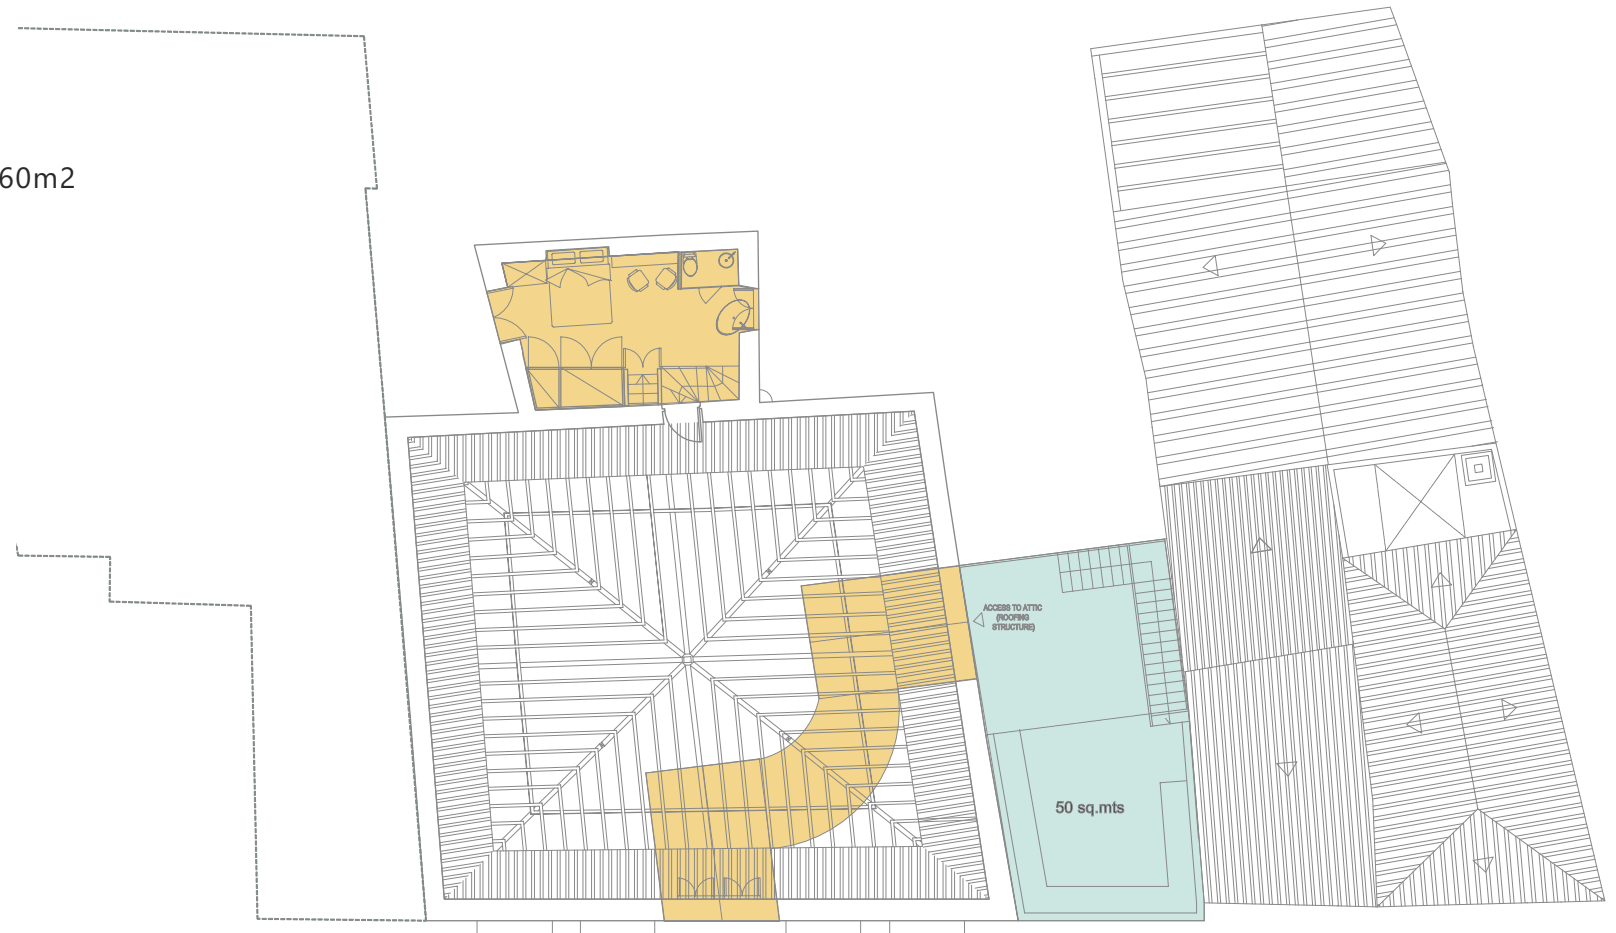 60m2
ACCESS TO ATTIC
(ROOFING
STRUCTURE)
50 sq.mts